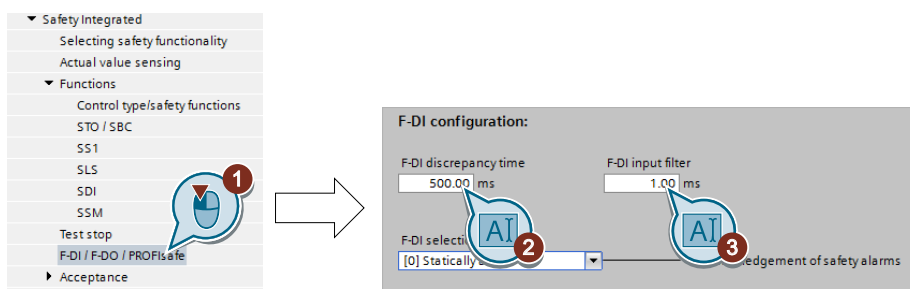 Safety Integrated
Selecting safety functionality
Actual value sensing
Functions
Control type/safety functions
STO / SBC
SS1
SLS
SDI
SSM
Test stop
F-DI / F-DO / PROFIsafe
Acceptance
1
F-DI configuration:
F-DI discrepancy time F-DI input filter
500.00 ms 1.00 ms
AI AI
2 3
F-DI
[0] Statically of safety alarms